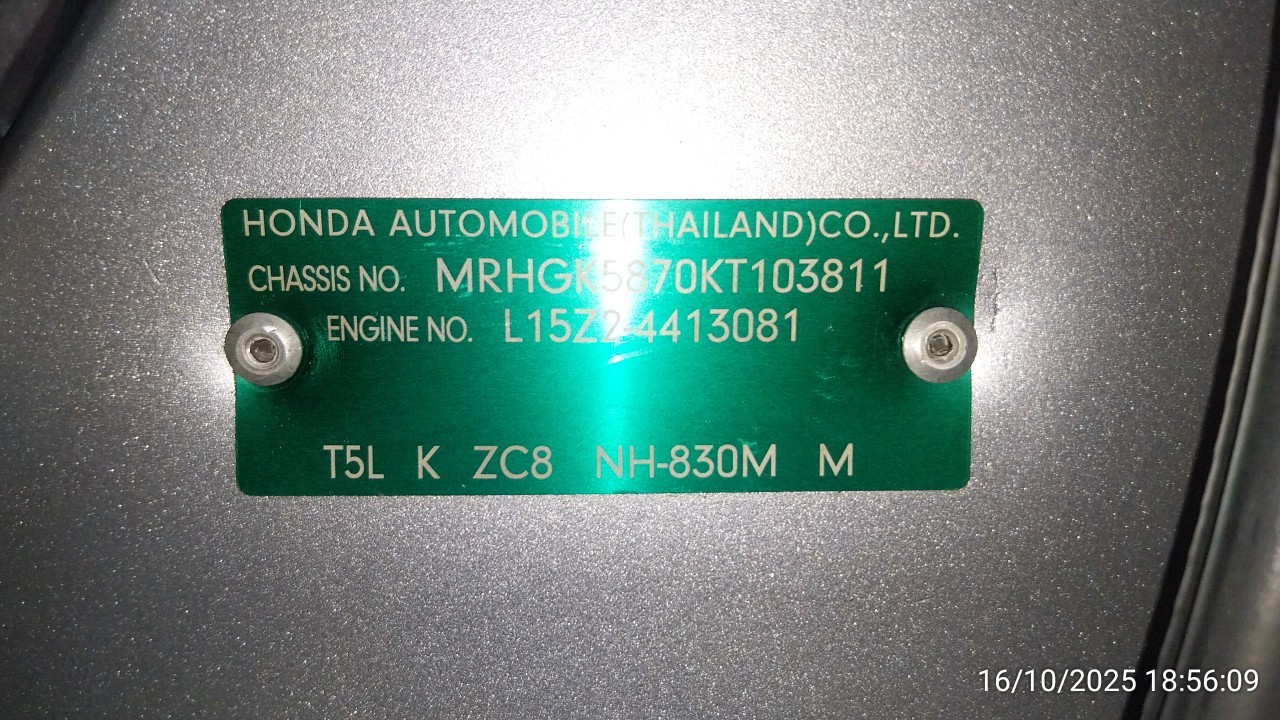 HONDA AUTOMOBILE(THAILAND)CO.,LTD.
CHASSIS NO. MRHGK5870KT103811
ENGINE NO. L15Z2-4413081
T5L K ZC8 NH-830M M
16/10/2025 18:56:09